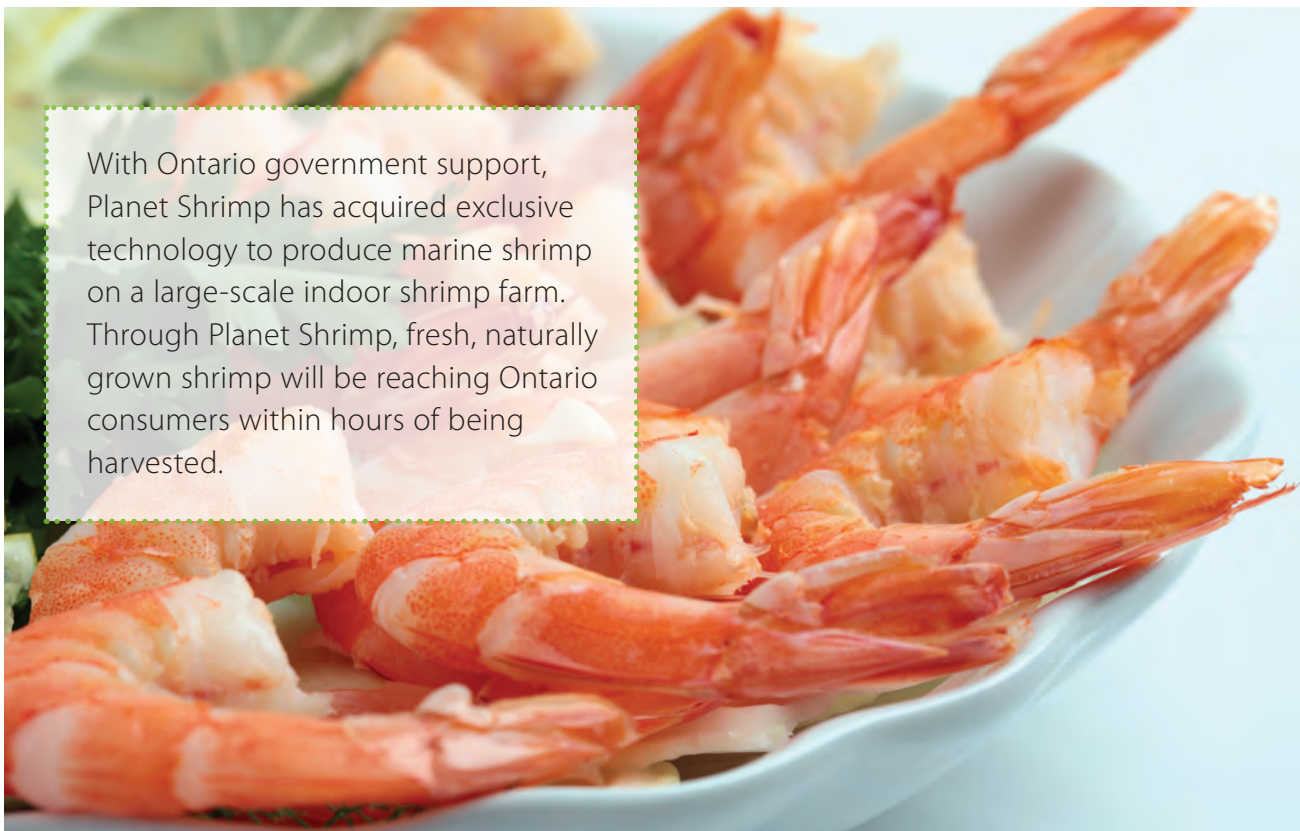 With Ontario government support,
Planet Shrimp has acquired exclusive
technology to produce marine shrimp
on a large-scale indoor shrimp farm.
Through Planet Shrimp, fresh, naturally
grown shrimp will be reaching Ontario
consumers within hours of being
harvested.